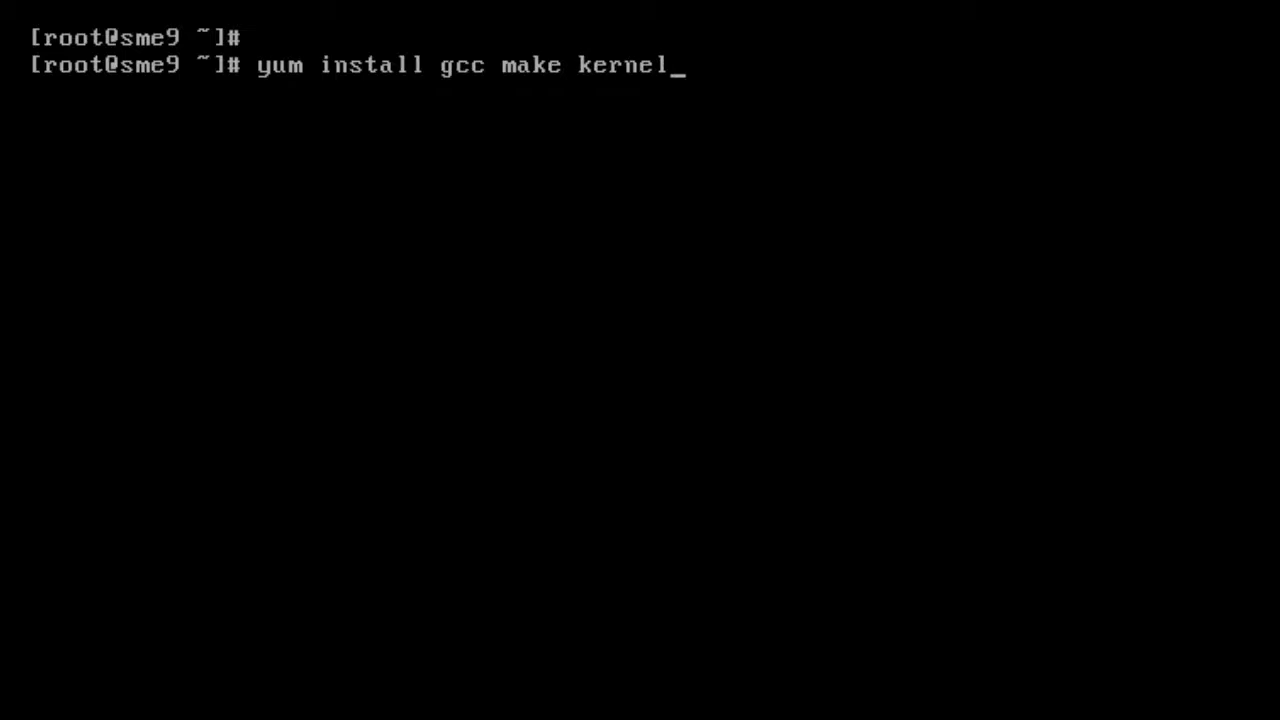 [root@sme9 ~]#
[root@sme9 ~]# yum install gcc make kernel_